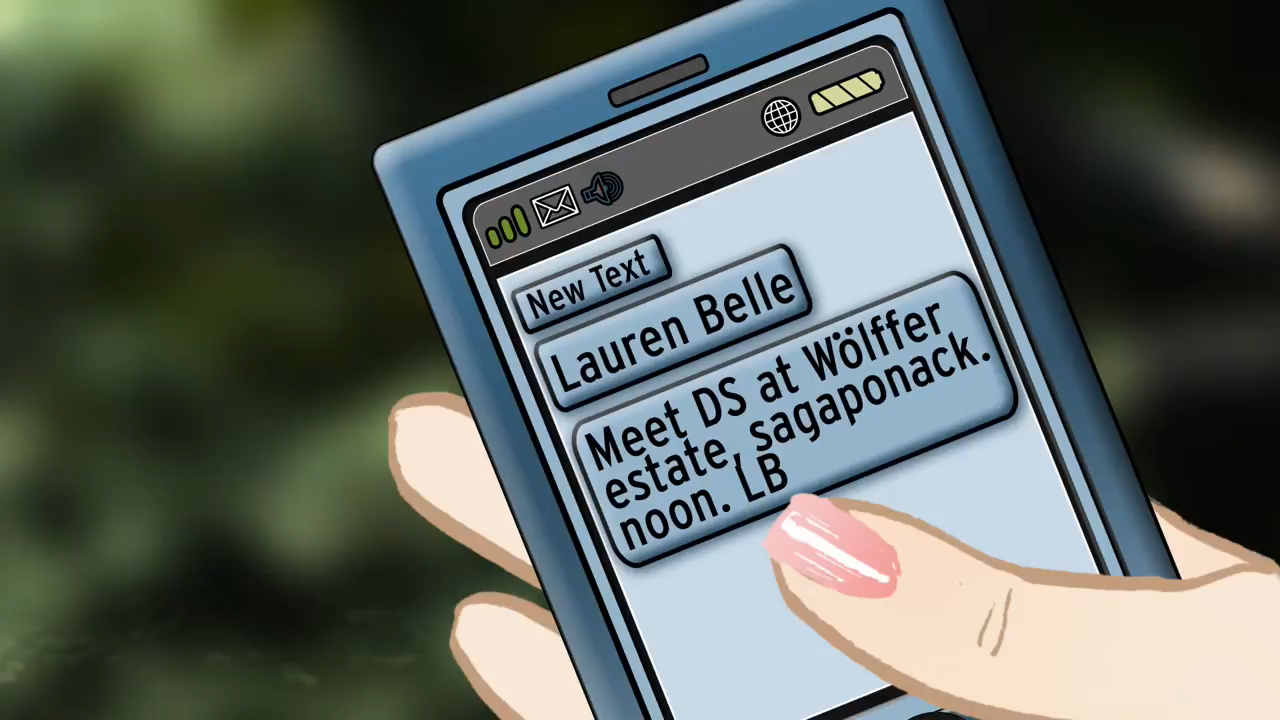 New Text
Lauren Belle
Meet DS at Wölffer
estate, sagaponack.
noon. LB